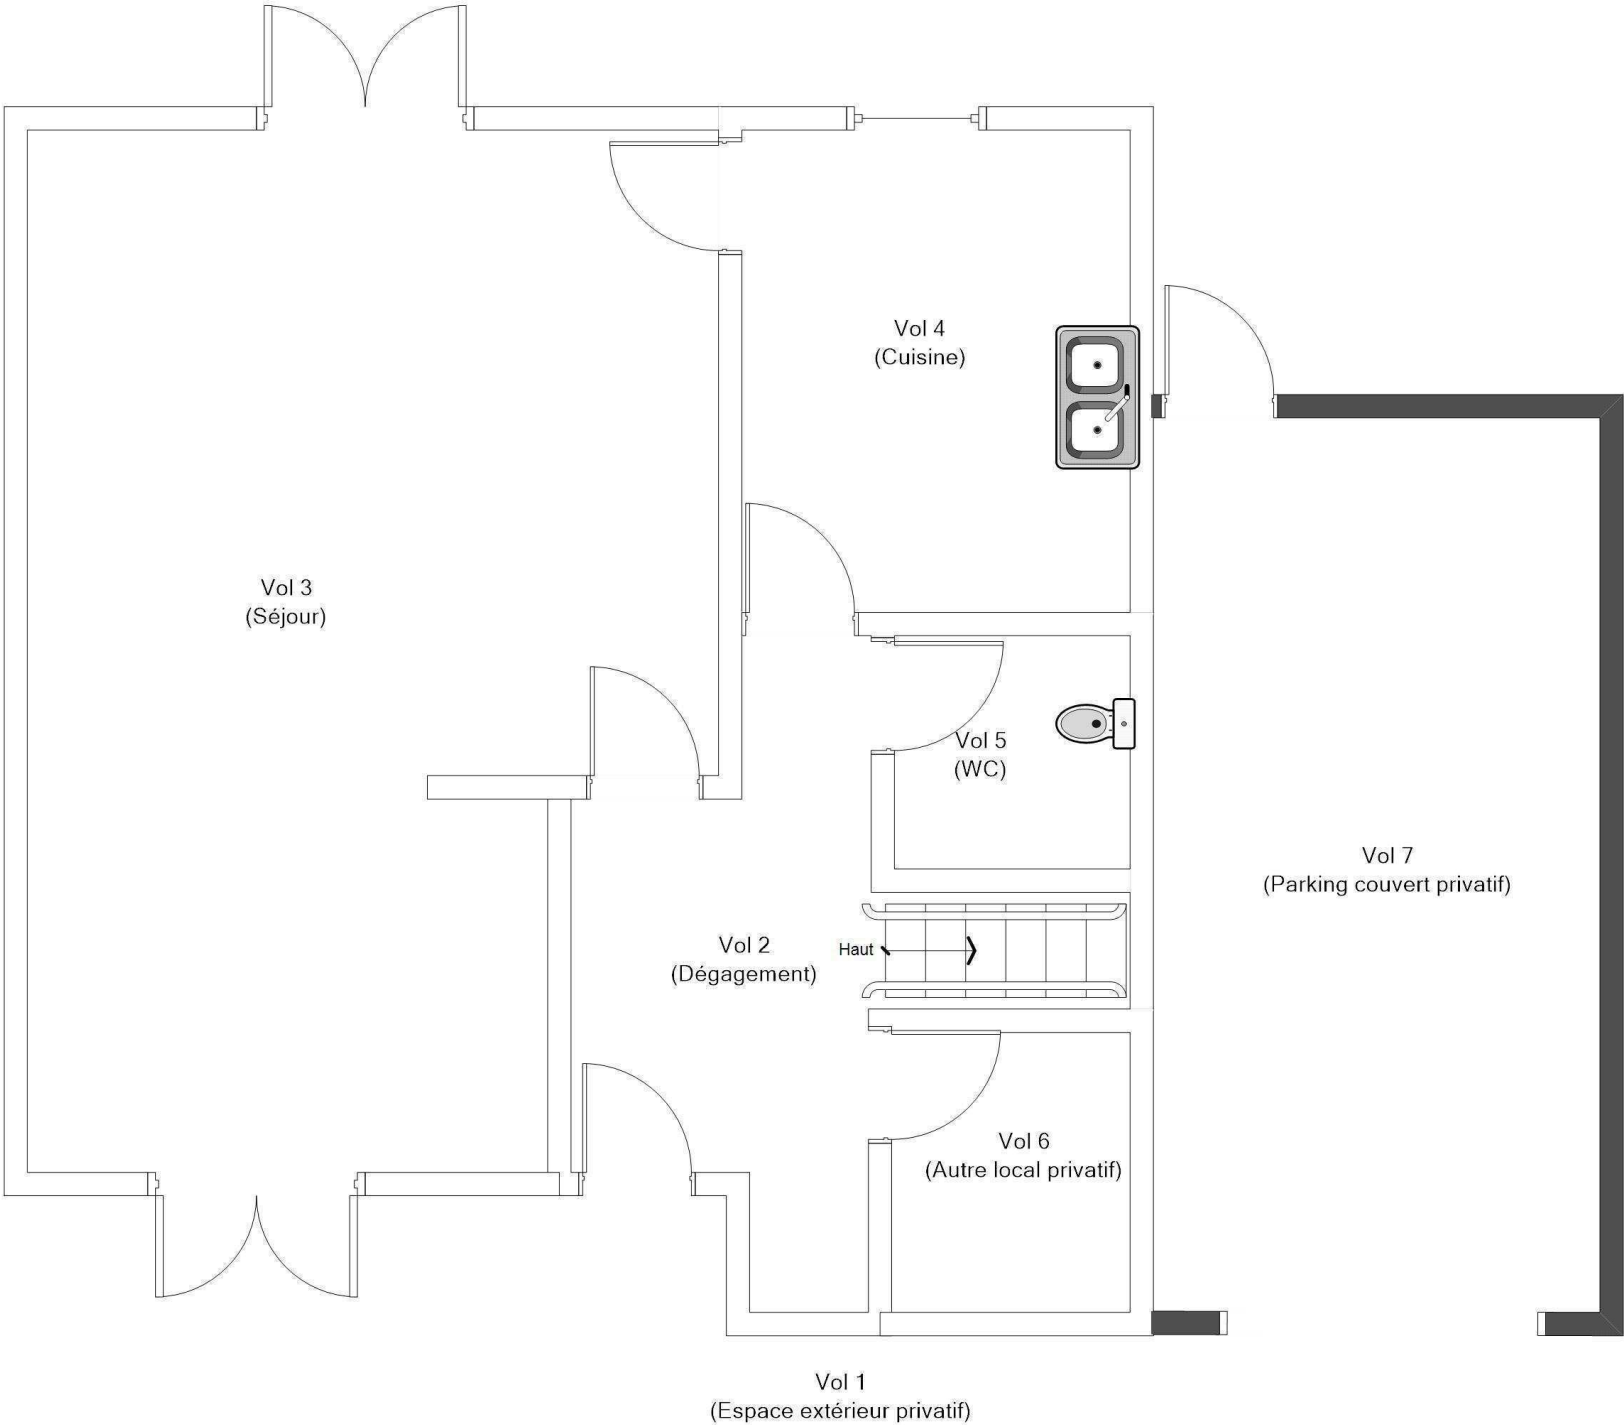 Vol 4
(Cuisine)
Vol 3
(Séjour)
Vol 5
(WC)
Vol 7
(Parking couvert privatif)
Vol 2
(Dégagement)
Haut
Vol 6
(Autre local privatif)
Vol 1
(Espace extérieur privatif)